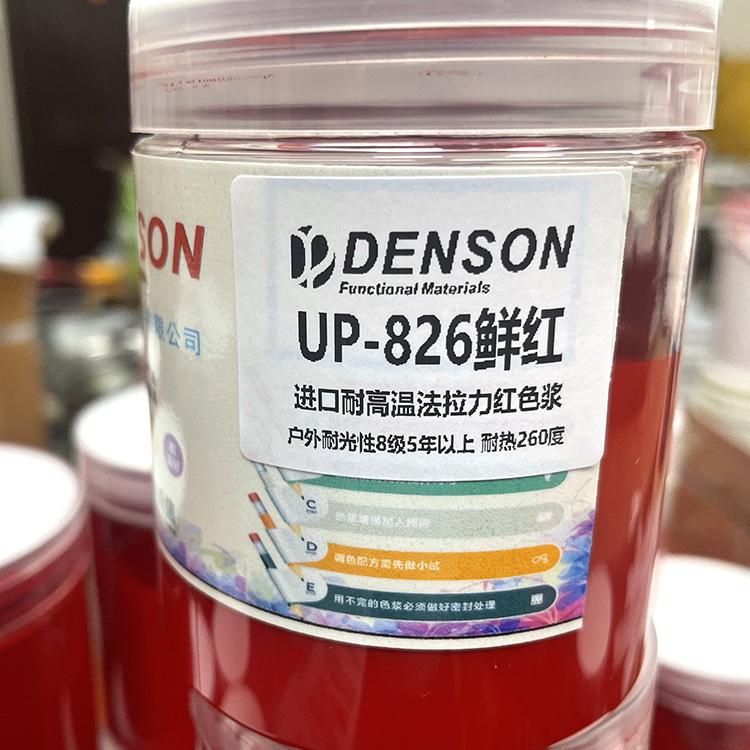 DENSON
Functional Materials
UP-826鲜红
进口耐高温法拉力红色浆
户外耐光性8级5年以上 耐热260度
SON
限公司
C
D
调色配方需先做小试
E
用不完的色浆必须做好密封处理